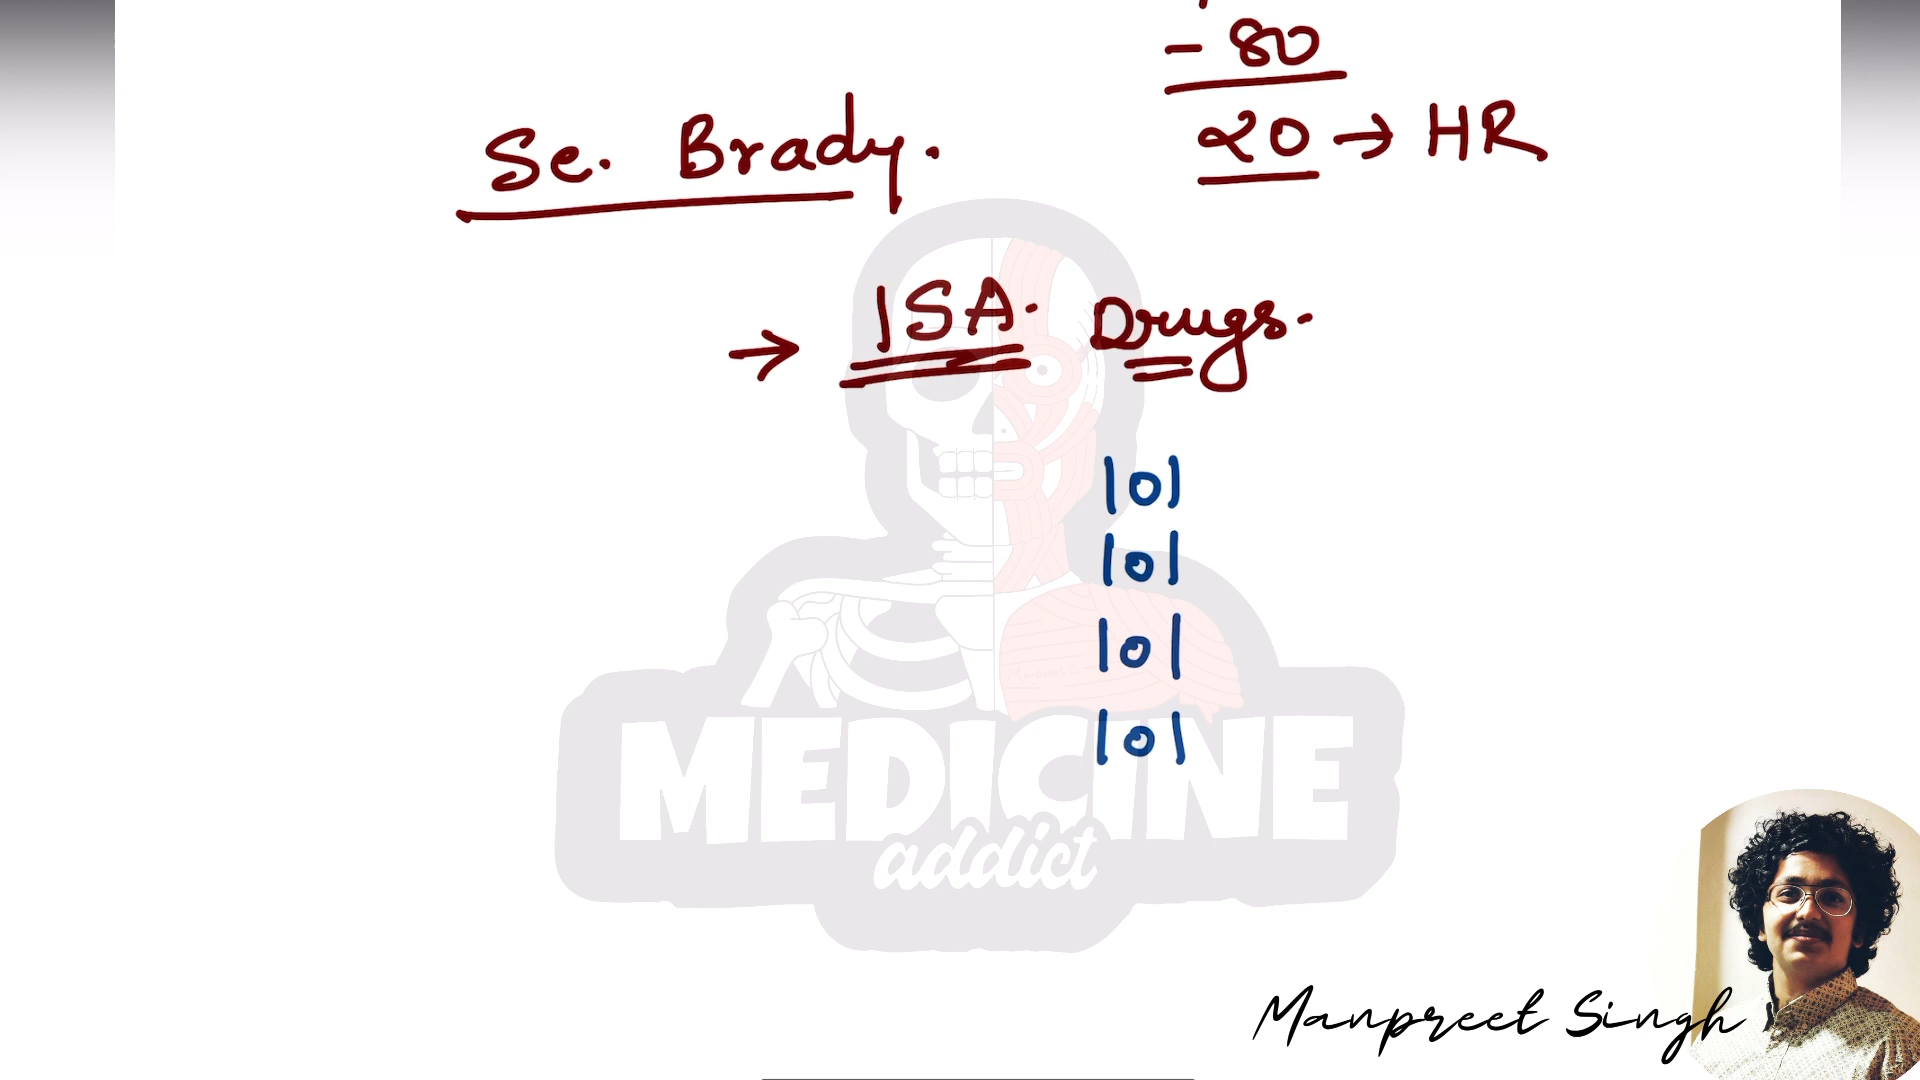 - 80
Se. Brady.
20 → HR
→ ISA. Drugs.
101
101
101
101
MEDICINE
addict
Manpreet Singh